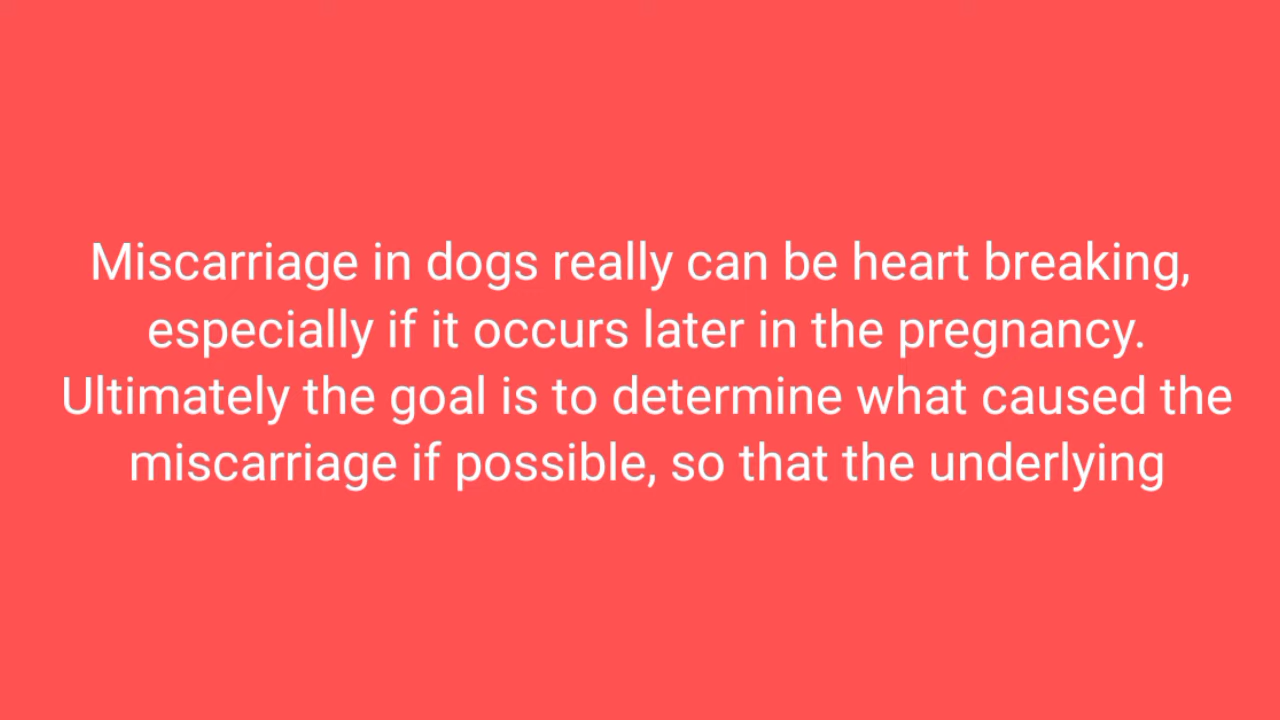 Miscarriage in dogs really can be heart breaking,
especially if it occurs later in the pregnancy.
Ultimately the goal is to determine what caused the
miscarriage if possible, so that the underlying